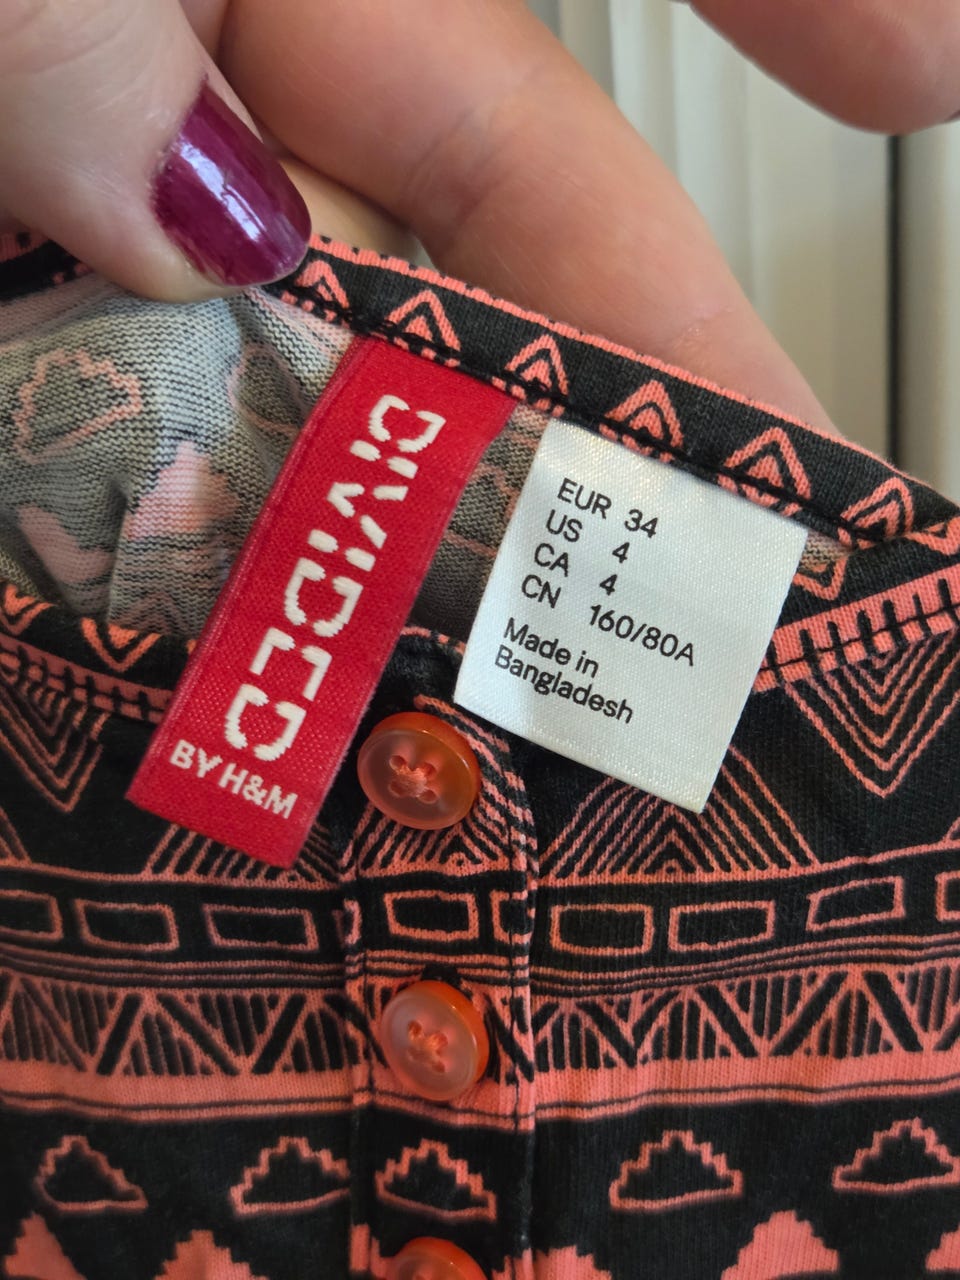 DIVIDED
BY H&M
EUR 34
US 4
CA 4
CN 160/80A
Made in
Bangladesh